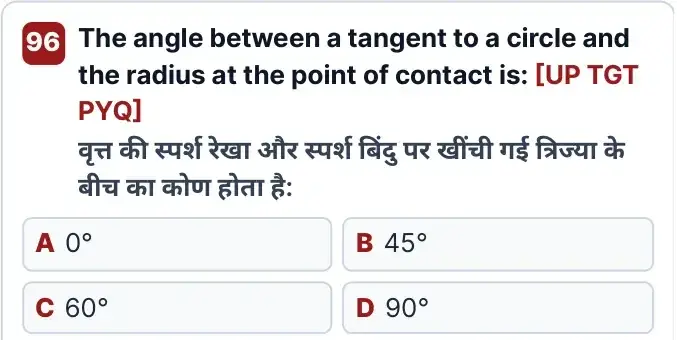 96 The angle between a tangent to a circle and
the radius at the point of contact is: [UP TGT
PYQ]
वृत्त की स्पर्श रेखा और स्पर्श बिंदु पर खींची गई त्रिज्या के
बीच का कोण होता है:
A 0° B 45°
C 60° D 90°